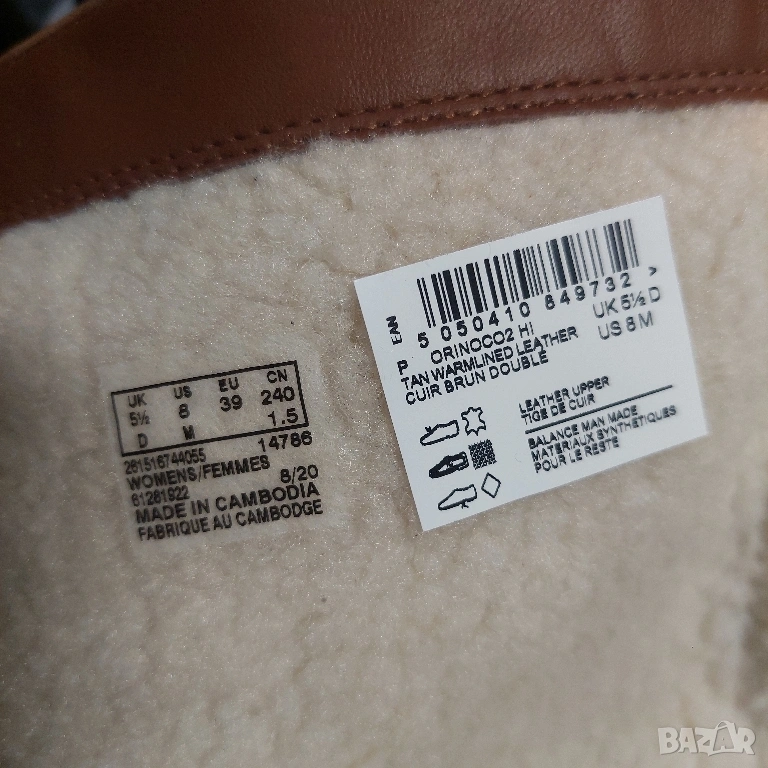 UK US EU CN
5½ 8 39 240
D M 1.5
14786
261516744055
WOMENS/FEMMES
61281922 8/20
MADE IN CAMBODIA
FABRIQUE AU CAMBODGE
EAN
5 050410 849732 >
P ORINOCO2 HI UK 5½ D
TAN WARMLINED LEATHER US 8 M
CUIR BRUN DOUBLÉ
LEATHER UPPER
TIGE DE CUIR
BALANCE MAN MADE
MATERIAUX SYNTHÉTIQUES
POUR LE RESTE
BAZAR